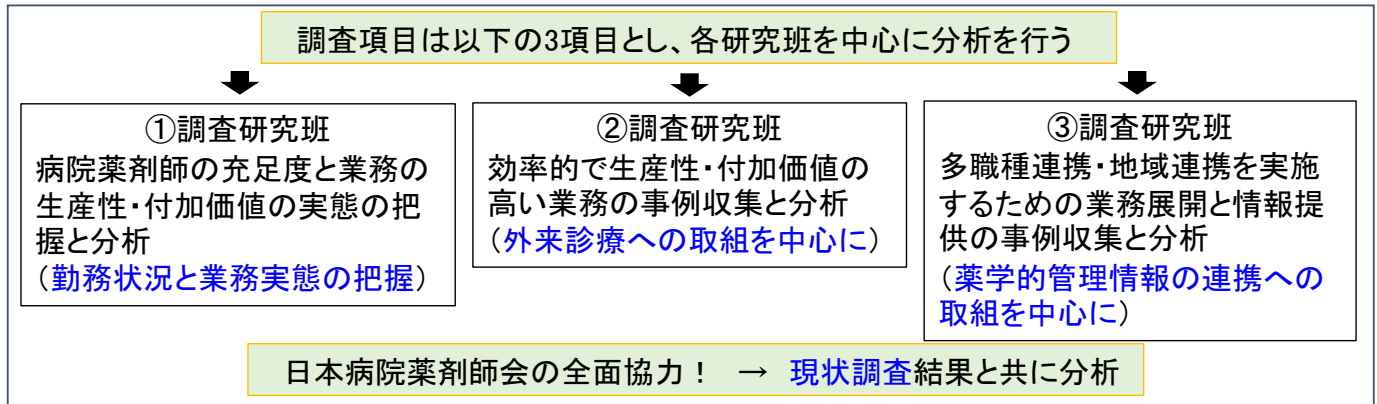 調査項目は以下の3項目とし、各研究班を中心に分析を行う
①調査研究班
病院薬剤師の充足度と業務の
生産性・付加価値の実態の把
握と分析
（勤務状況と業務実態の把握）
②調査研究班
効率的で生産性・付加価値の
高い業務の事例収集と分析
（外来診療への取組を中心に）
③調査研究班
多職種連携・地域連携を実施
するための業務展開と情報提
供の事例収集と分析
（薬学的管理情報の連携への
取組を中心に）
日本病院薬剤師会の全面協力！ → 現状調査結果と共に分析